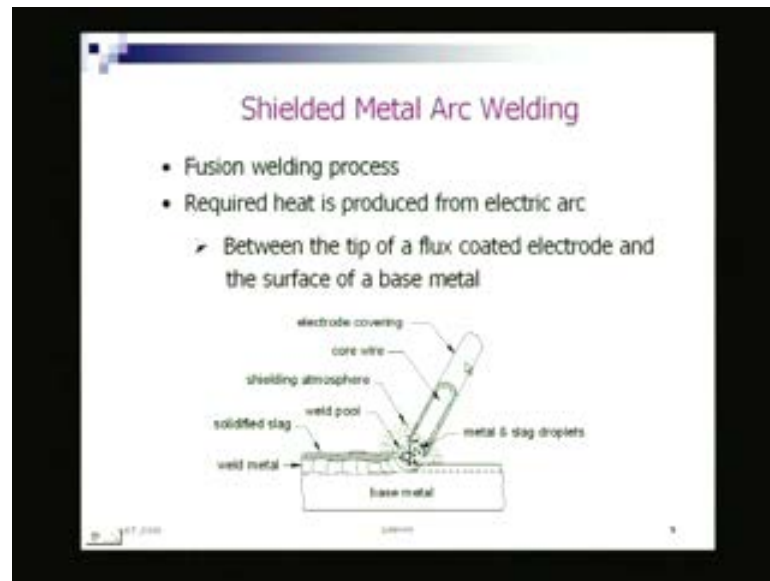 Shielded Metal Arc Welding
• Fusion welding process
• Required heat is produced from electric arc
➢ Between the tip of a flux coated electrode and
the surface of a base metal
electrode covering
core wire
shielding atmosphere
weld pool
solidified slag
metal & slag droplets
weld metal
base metal